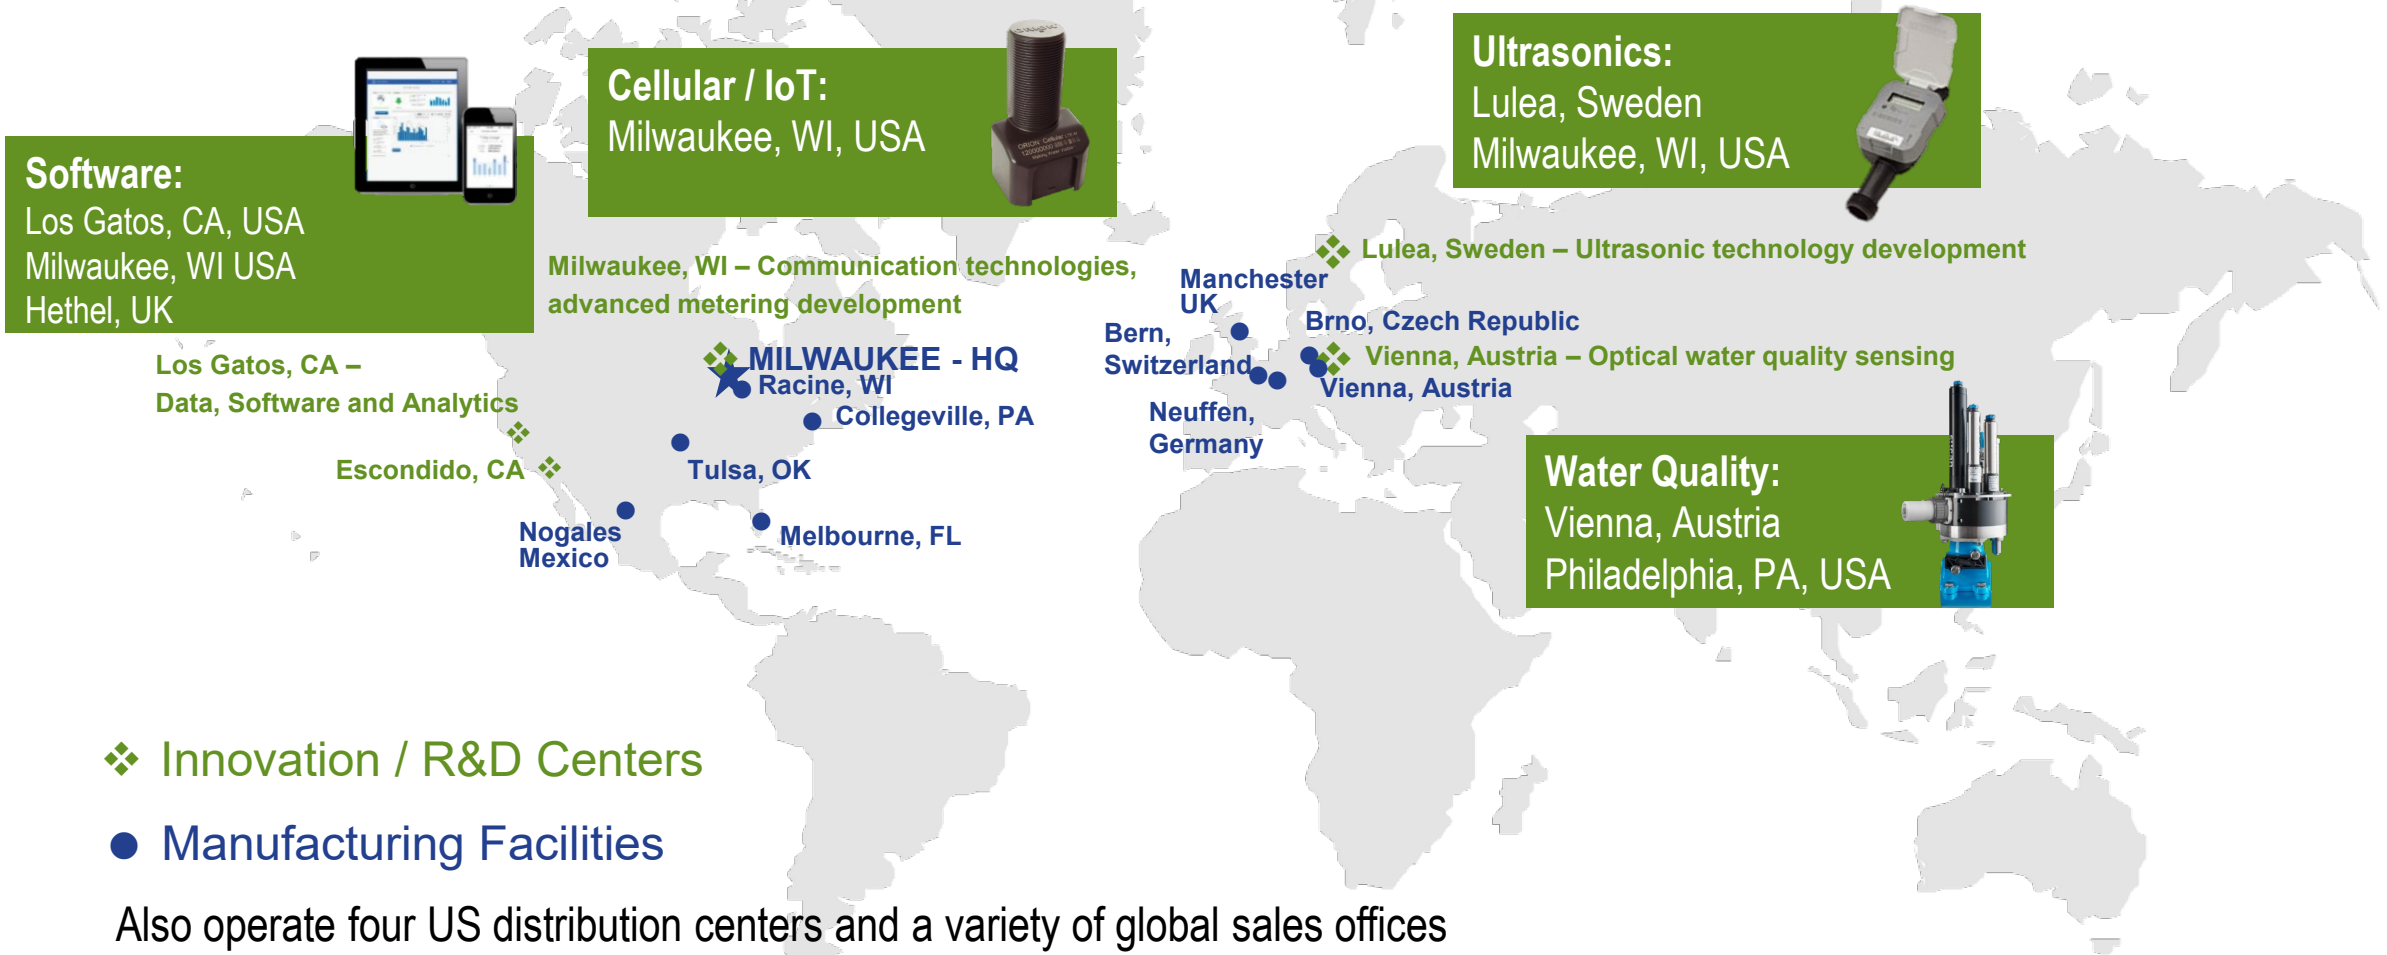 Software:
Los Gatos, CA, USA
Milwaukee, WI USA
Hethel, UK
Cellular / IoT:
Milwaukee, WI, USA
ORION Cellular
Ultrasonics:
Lulea, Sweden
Milwaukee, WI, USA
Milwaukee, WI – Communication technologies,
advanced metering development
Lulea, Sweden – Ultrasonic technology development
Manchester
UK
Bern,
Switzerland
Brno, Czech Republic
Vienna, Austria – Optical water quality sensing
Vienna, Austria
Neuffen,
Germany
Los Gatos, CA –
Data, Software and Analytics
MILWAUKEE - HQ
Racine, WI
Collegeville, PA
Escondido, CA
Tulsa, OK
Nogales
Mexico
Melbourne, FL
Water Quality:
Vienna, Austria
Philadelphia, PA, USA
Innovation / R&D Centers
Manufacturing Facilities
Also operate four US distribution centers and a variety of global sales offices